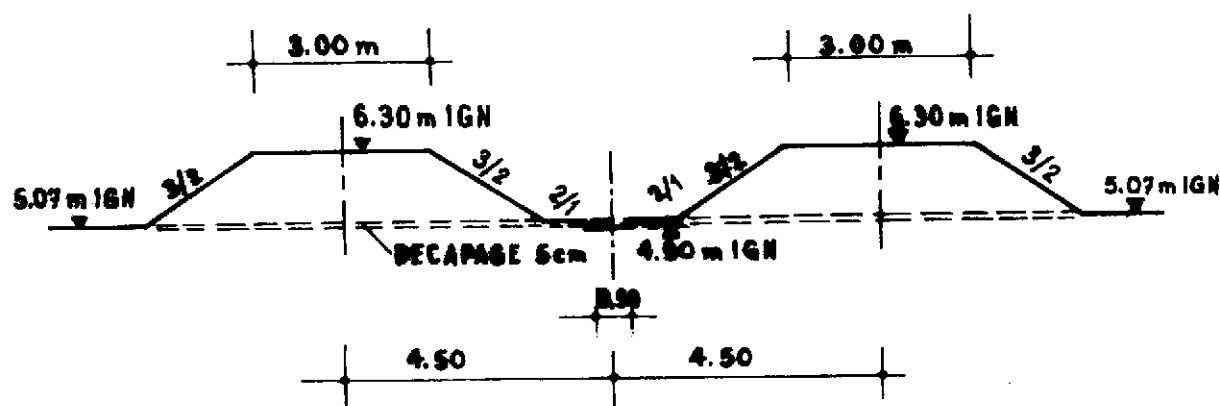 3.00 m
3.00 m
6.30 m IGN
6.30 m IGN
3/2
3/2
2/1
2/1
3/2
3/2
5.07 m IGN
5.07 m IGN
DECAPAGE 5cm
4.90 m IGN
4.50
4.50